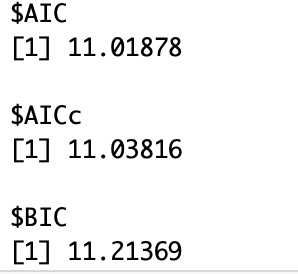 $AIC
[1] 11.01878
$AICc
[1] 11.03816
$BIC
[1] 11.21369